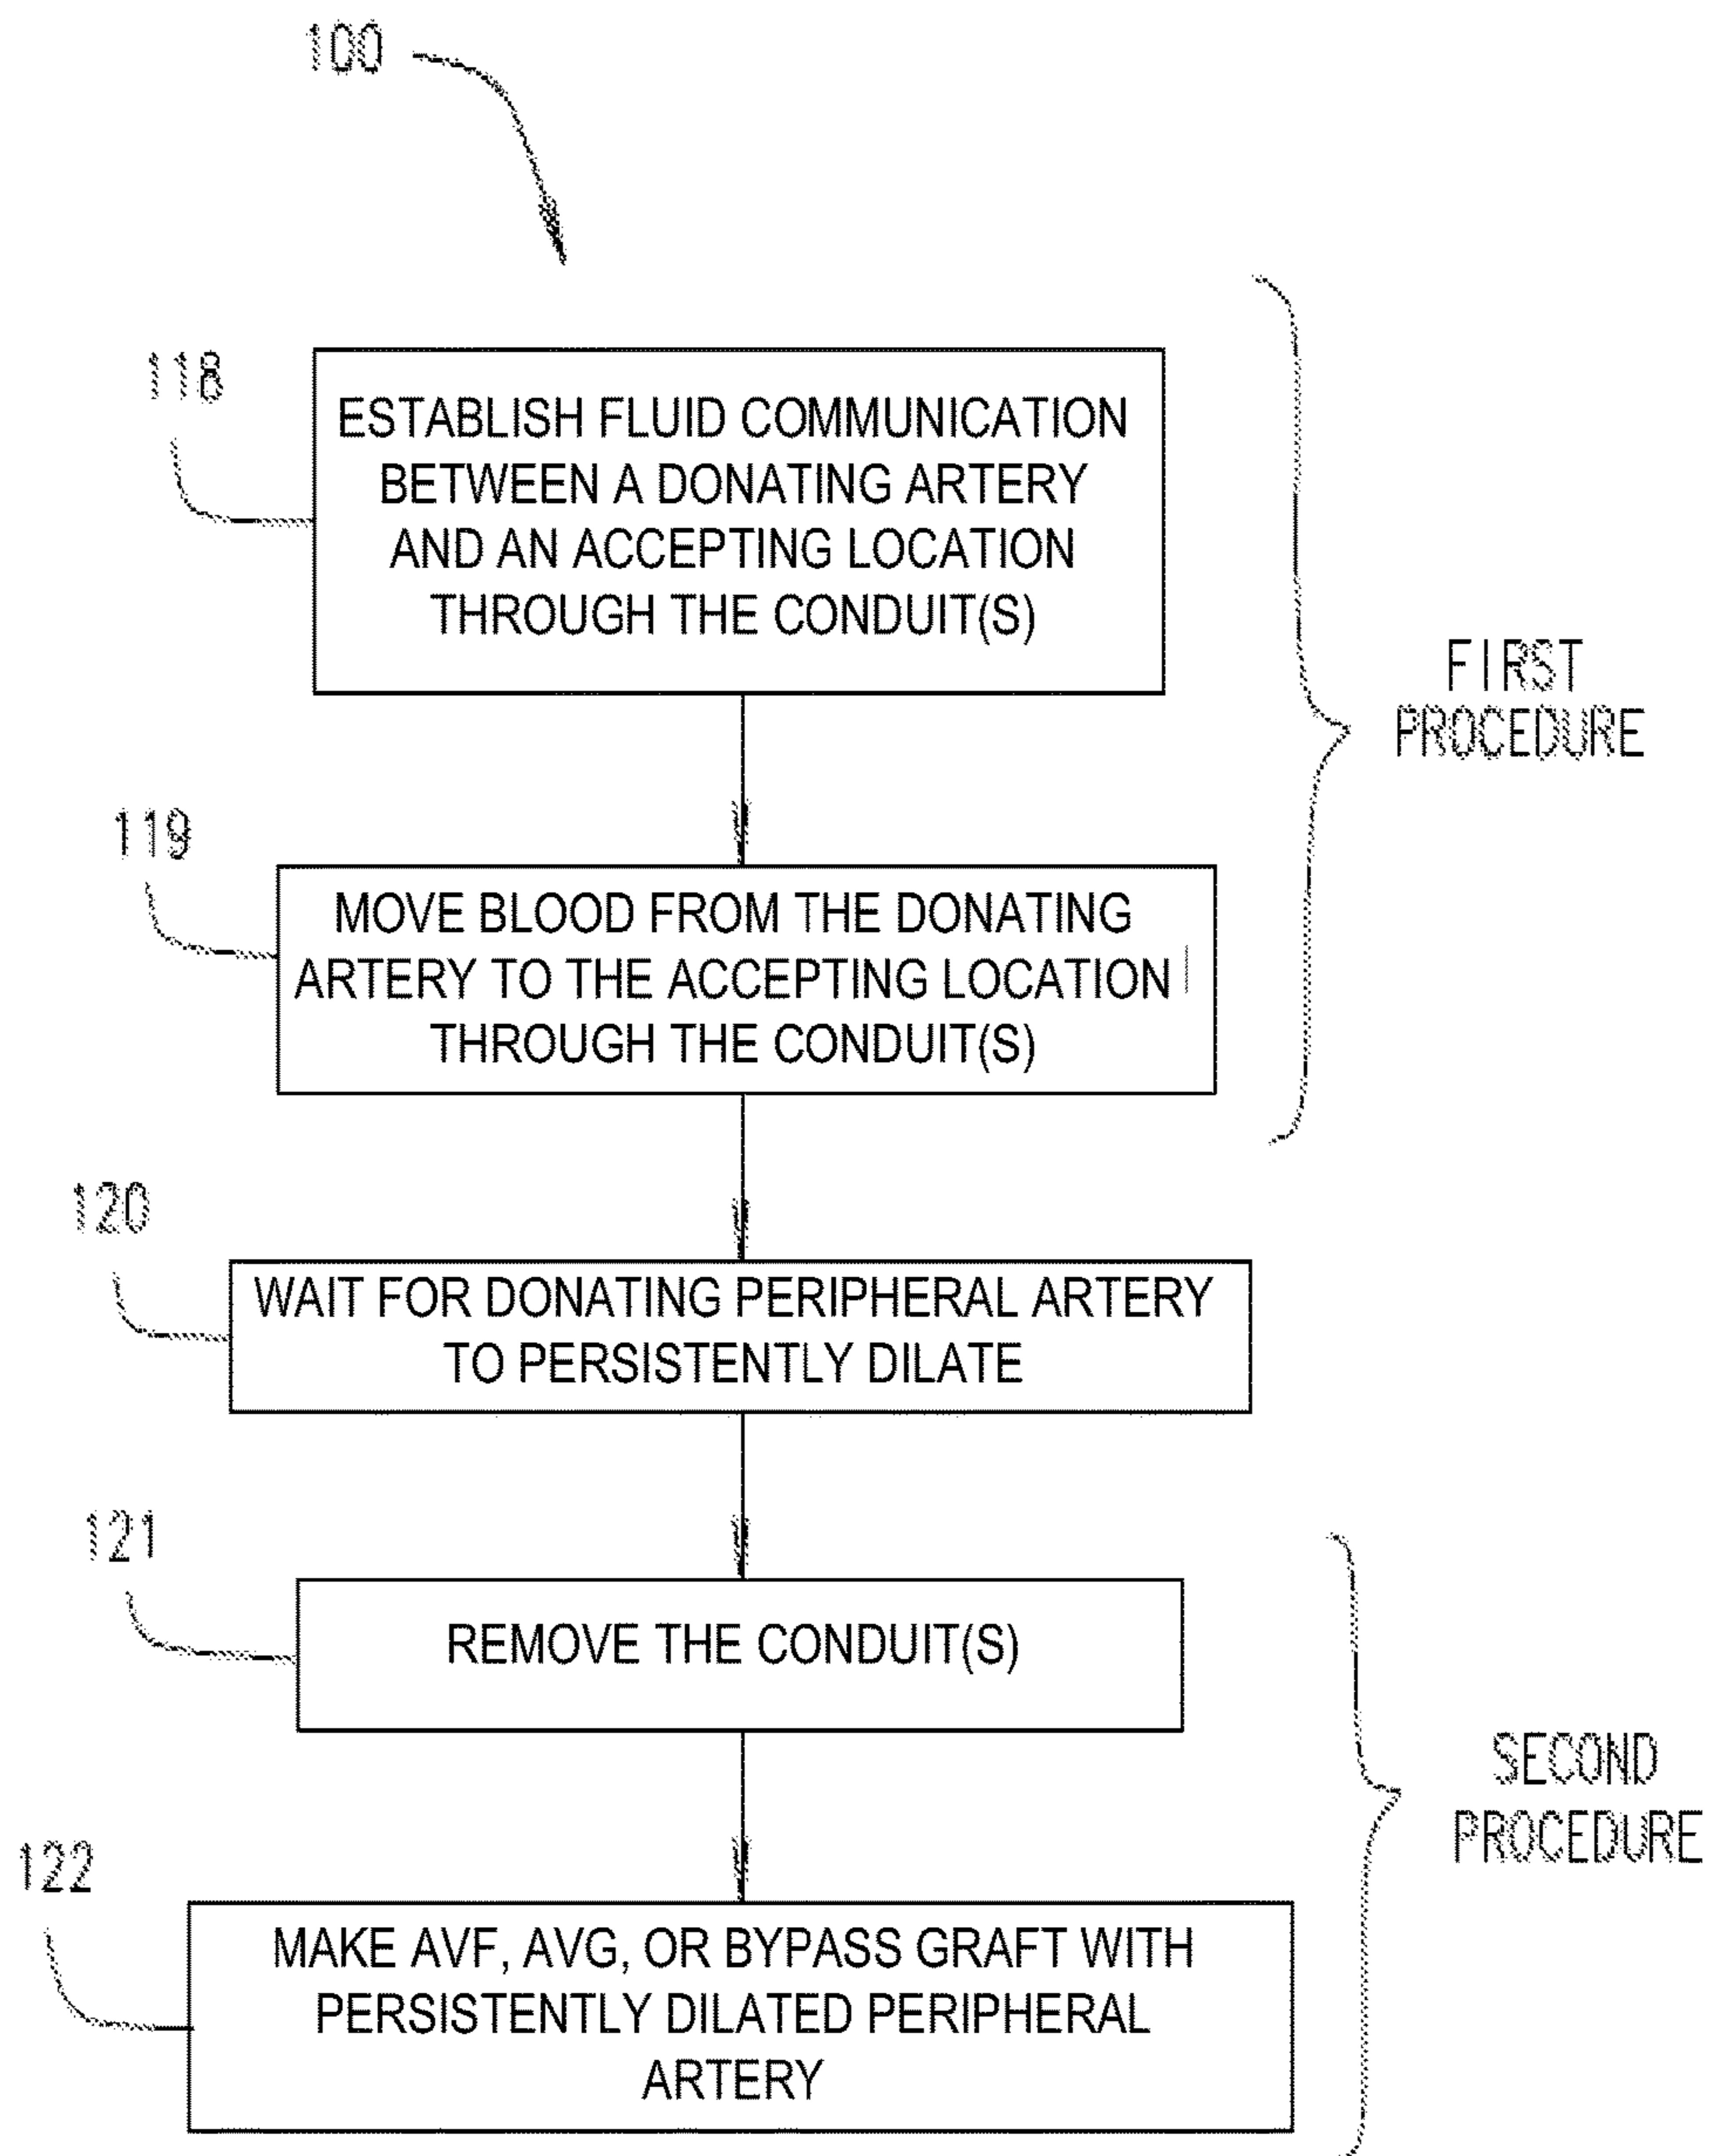 100
118
ESTABLISH FLUID COMMUNICATION
BETWEEN A DONATING ARTERY
AND AN ACCEPTING LOCATION
THROUGH THE CONDUIT(S)
FIRST
PROCEDURE
119
MOVE BLOOD FROM THE DONATING
ARTERY TO THE ACCEPTING LOCATION
THROUGH THE CONDUIT(S)
120
WAIT FOR DONATING PERIPHERAL ARTERY
TO PERSISTENTLY DILATE
121
REMOVE THE CONDUIT(S)
SECOND
PROCEDURE
122
MAKE AVF, AVG, OR BYPASS GRAFT WITH
PERSISTENTLY DILATED PERIPHERAL
ARTERY